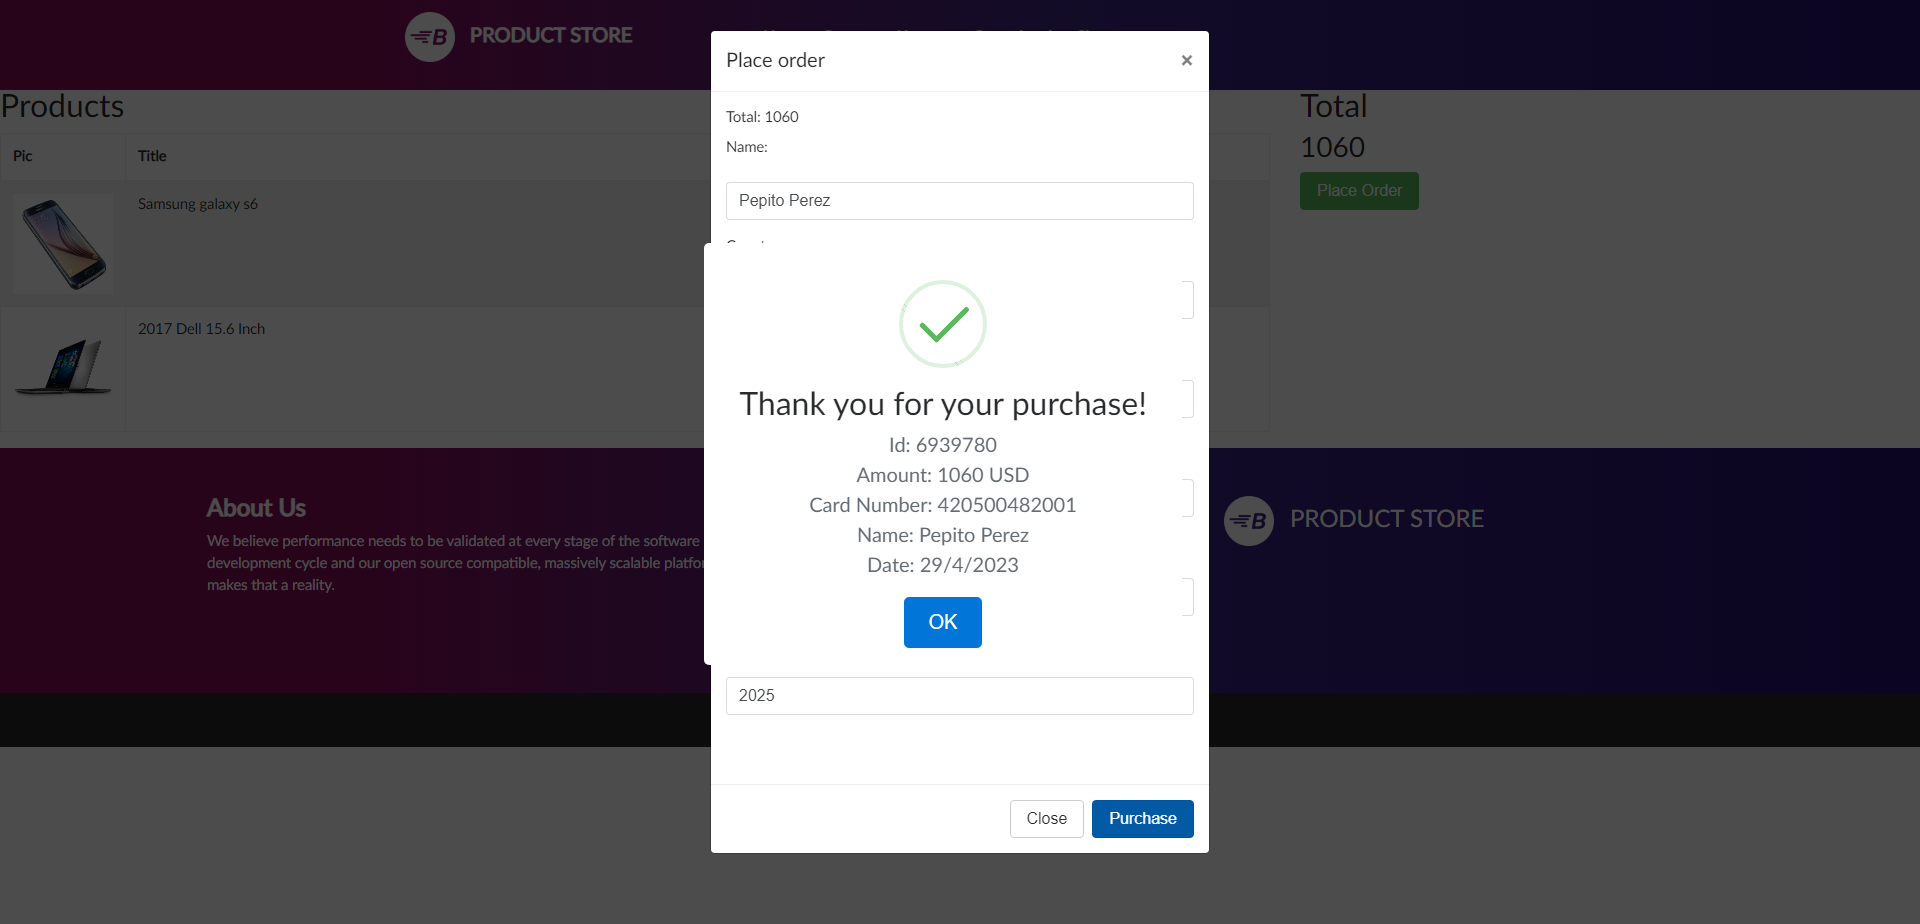 B PRODUCT STORE
Place order ×
Products
Total
Total: 1060
1060
Name:
Pic Title
Place Order
Samsung galaxy s6
Pepito Perez
2017 Dell 15.6 Inch
Thank you for your purchase!
Id: 6939780
Amount: 1060 USD
Card Number: 420500482001
Name: Pepito Perez
Date: 29/4/2023
OK
2025
Close Purchase
About Us
We believe performance needs to be validated at every stage of the software
development cycle and our open source compatible, massively scalable
makes that a reality.
B PRODUCT STORE